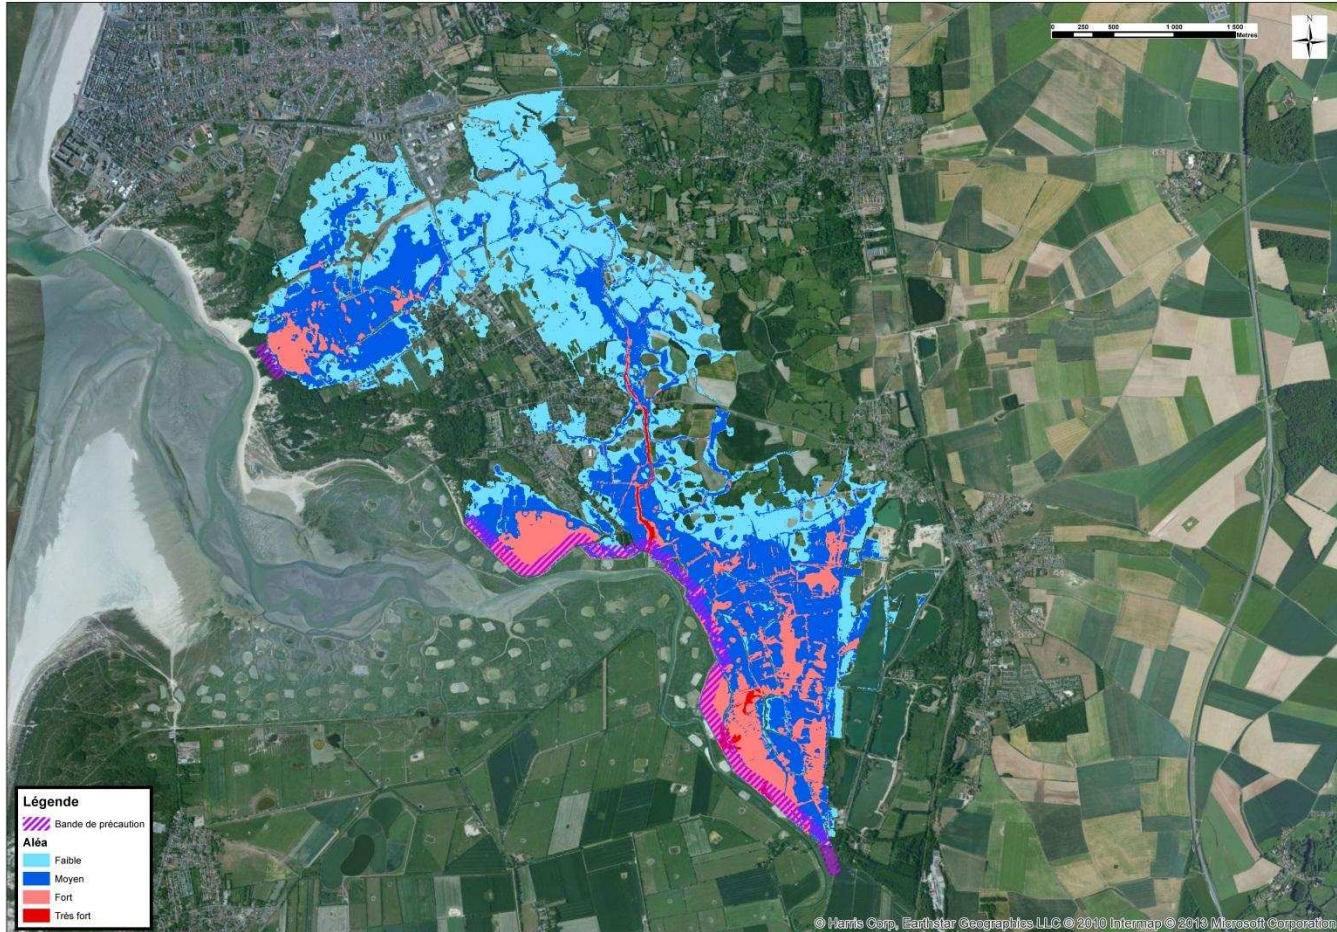 0 250 500 1 000 1 500
Metres
N
Légende
Bande de précaution
Aléa
Faible
Moyen
Fort
Très fort
© Harris Corp, Earthstar Geographics LLC © 2010 Intermap © 2013 Microsoft Corporation